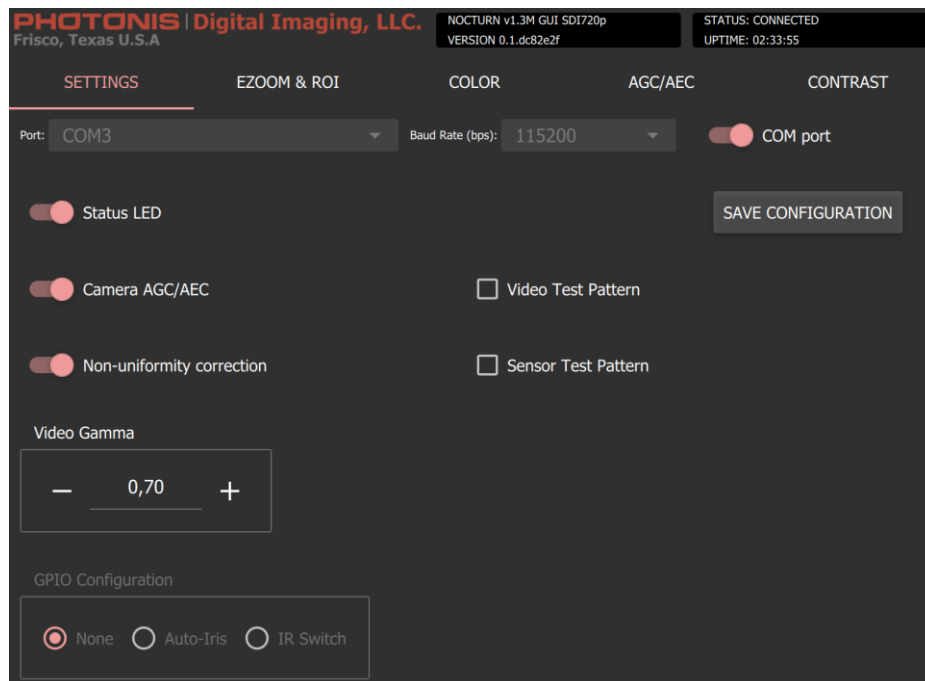 PHOTONIS | Digital Imaging, LLC.
Frisco, Texas U.S.A
NOCTURN v1.3M GUI SDI720p
VERSION 0.1.dc82e2f
STATUS: CONNECTED
UPTIME: 02:33:55
SETTINGS EZOOM & ROI COLOR AGC/AEC CONTRAST
Port: COM3 Baud Rate (bps): 115200 COM port
Status LED SAVE CONFIGURATION
Camera AGC/AEC Video Test Pattern
Non-uniformity correction Sensor Test Pattern
Video Gamma
− 0,70 +
GPIO Configuration
None Auto-Iris IR Switch